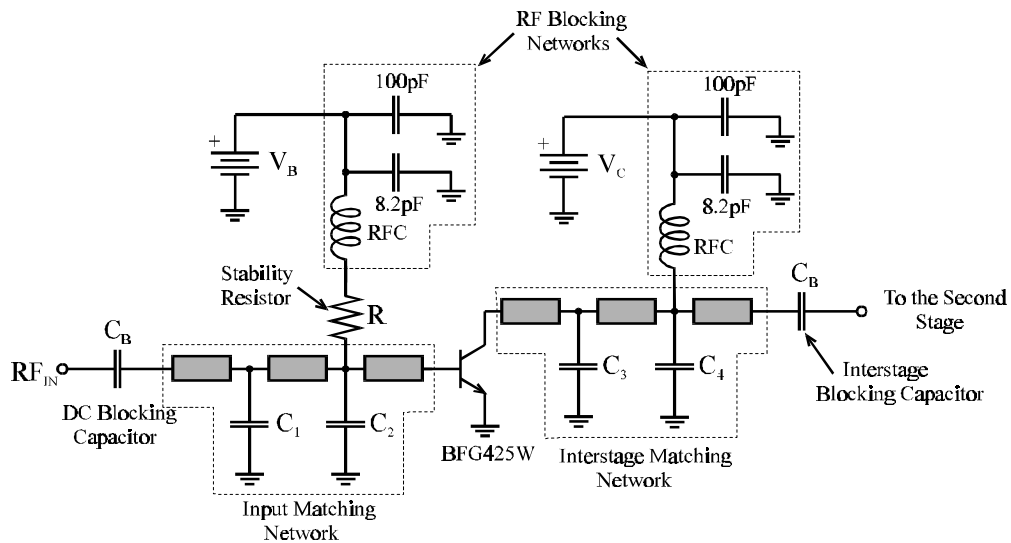 RF Blocking
Networks
100pF
100pF
+
V_B
+
V_C
8.2pF
8.2pF
RFC
RFC
Stability
Resistor
R
C_B
To the Second
Stage
C_B
RF_IN
C_3
C_4
Interstage
Blocking Capacitor
DC Blocking
Capacitor
C_1
C_2
BFG425W
Interstage Matching
Network
Input Matching
Network